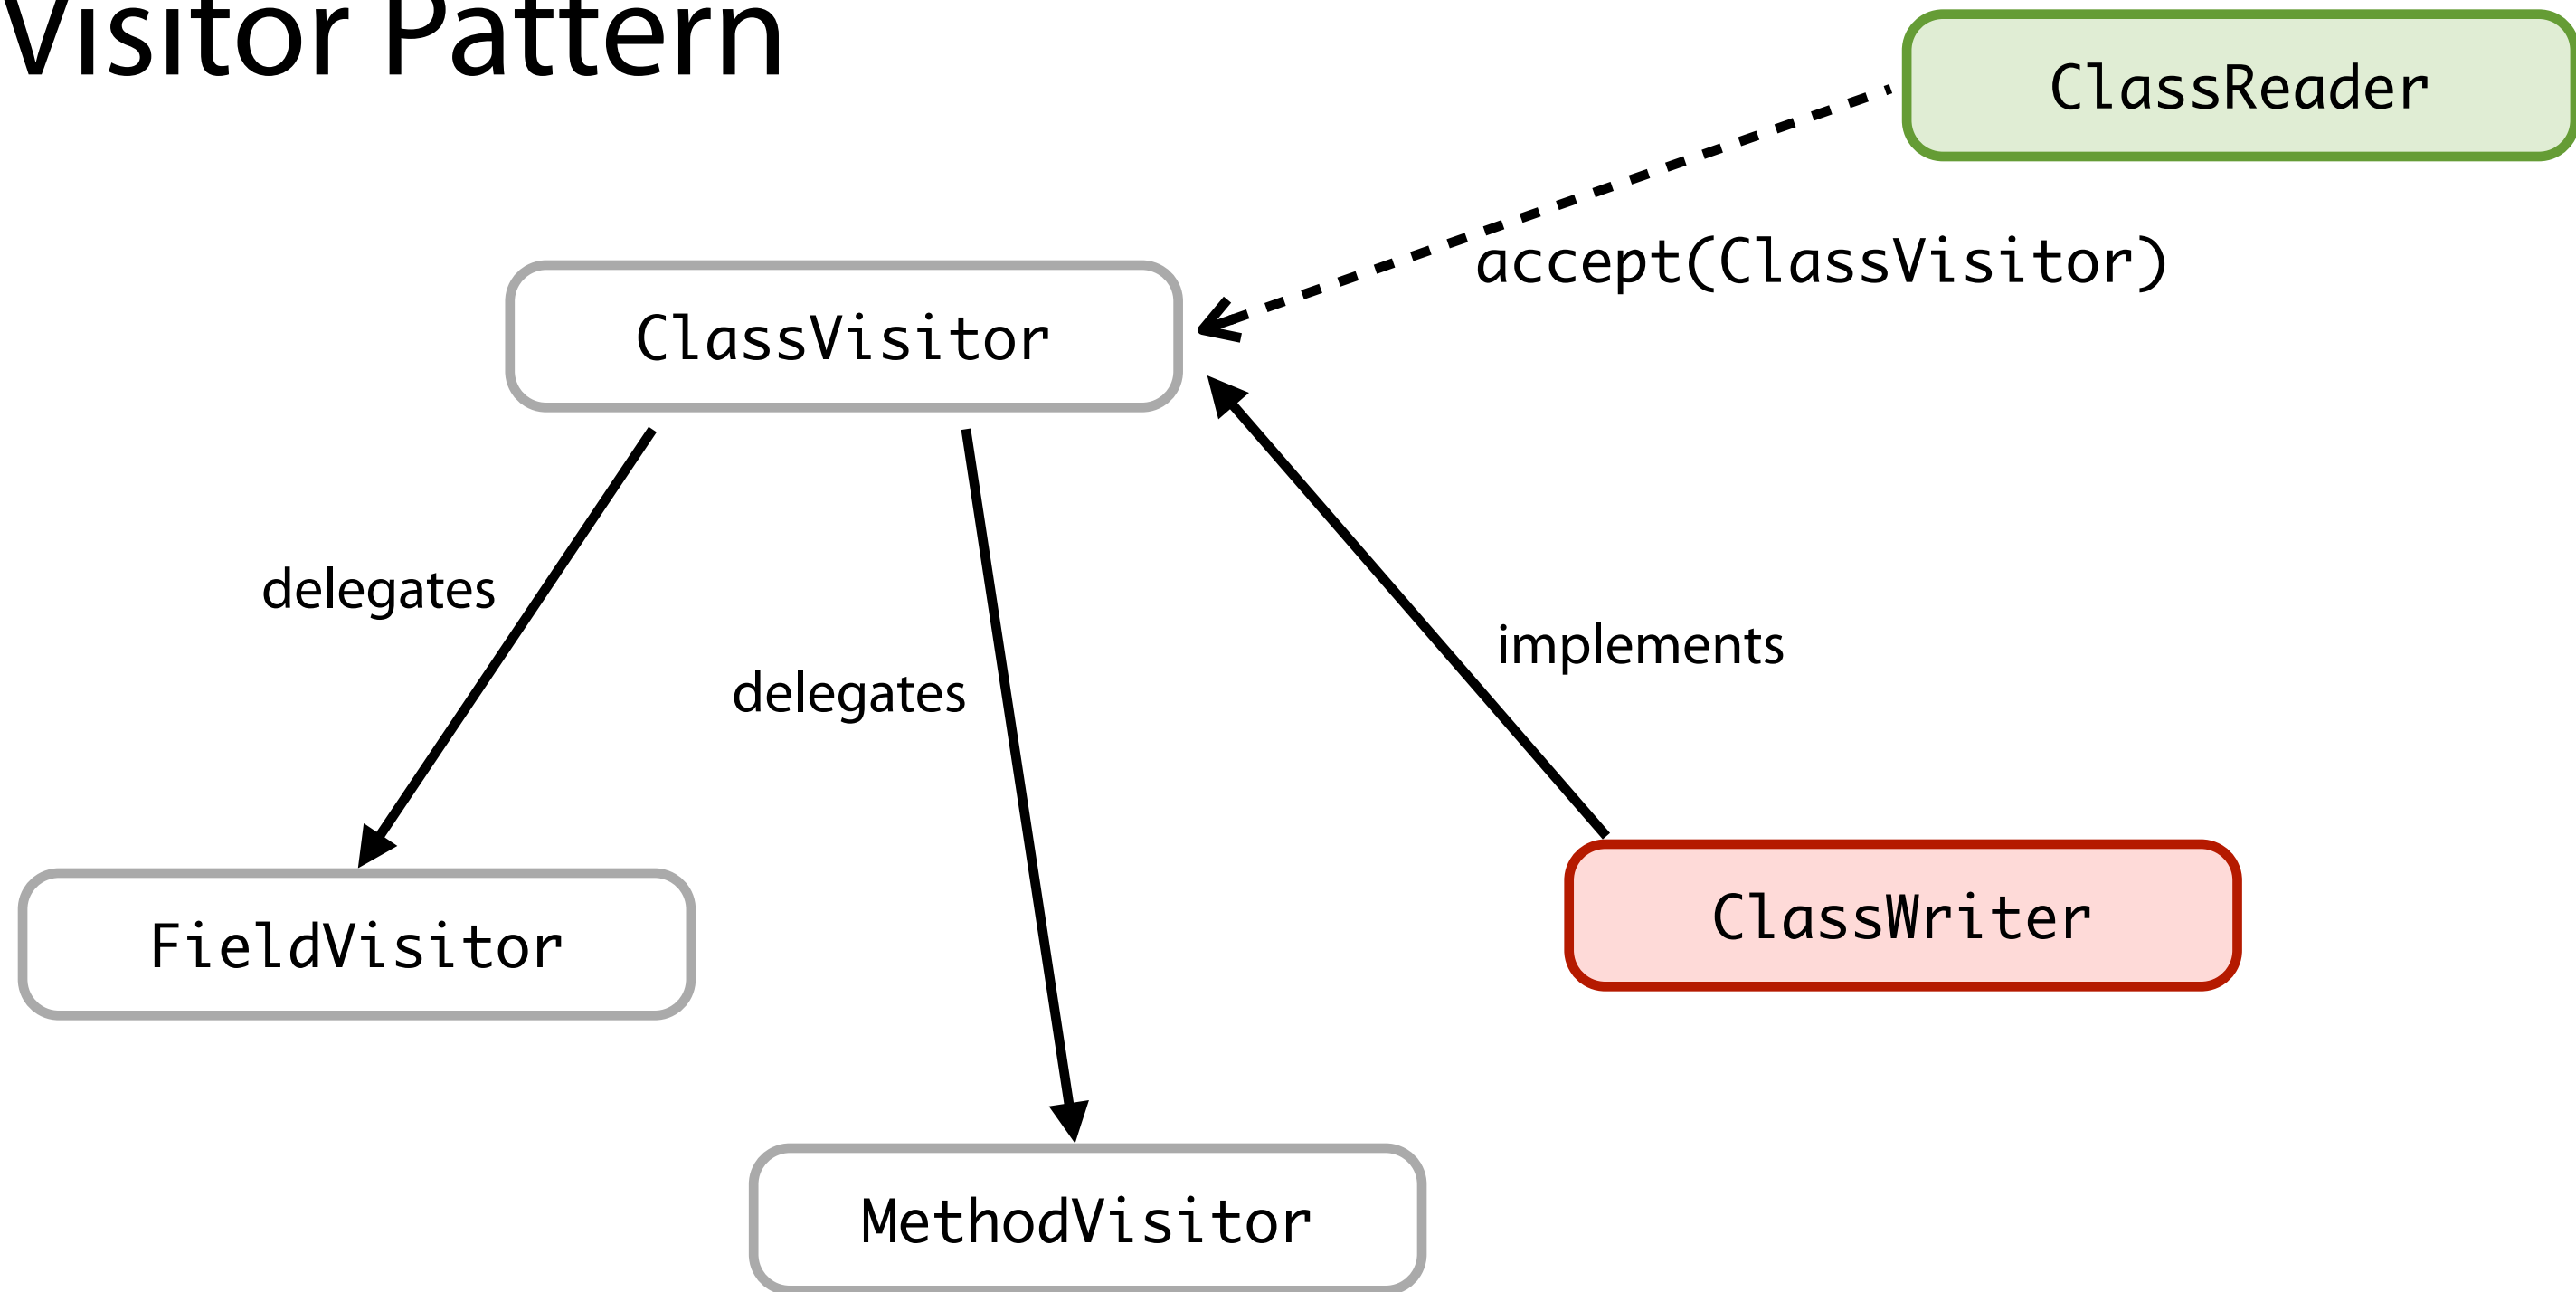 Visitor Pattern
ClassReader
accept(ClassVisitor)
ClassVisitor
delegates
implements
delegates
ClassWriter
FieldVisitor
MethodVisitor